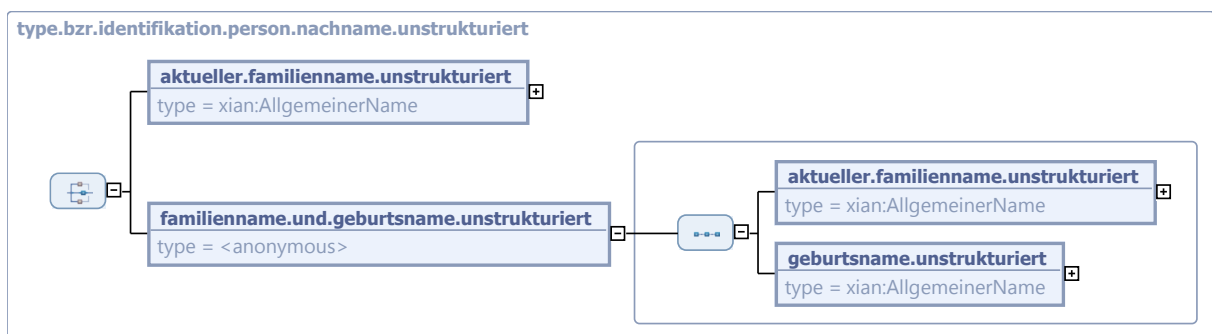 type.bzr.identifikation.person.nachname.unstrukturiert
aktueller.familienname.unstrukturiert
type = xian:AllgemeinerName
familienname.und.geburtsname.unstrukturiert
type = <anonymous>
aktueller.familienname.unstrukturiert
type = xian:AllgemeinerName
geburtsname.unstrukturiert
type = xian:AllgemeinerName